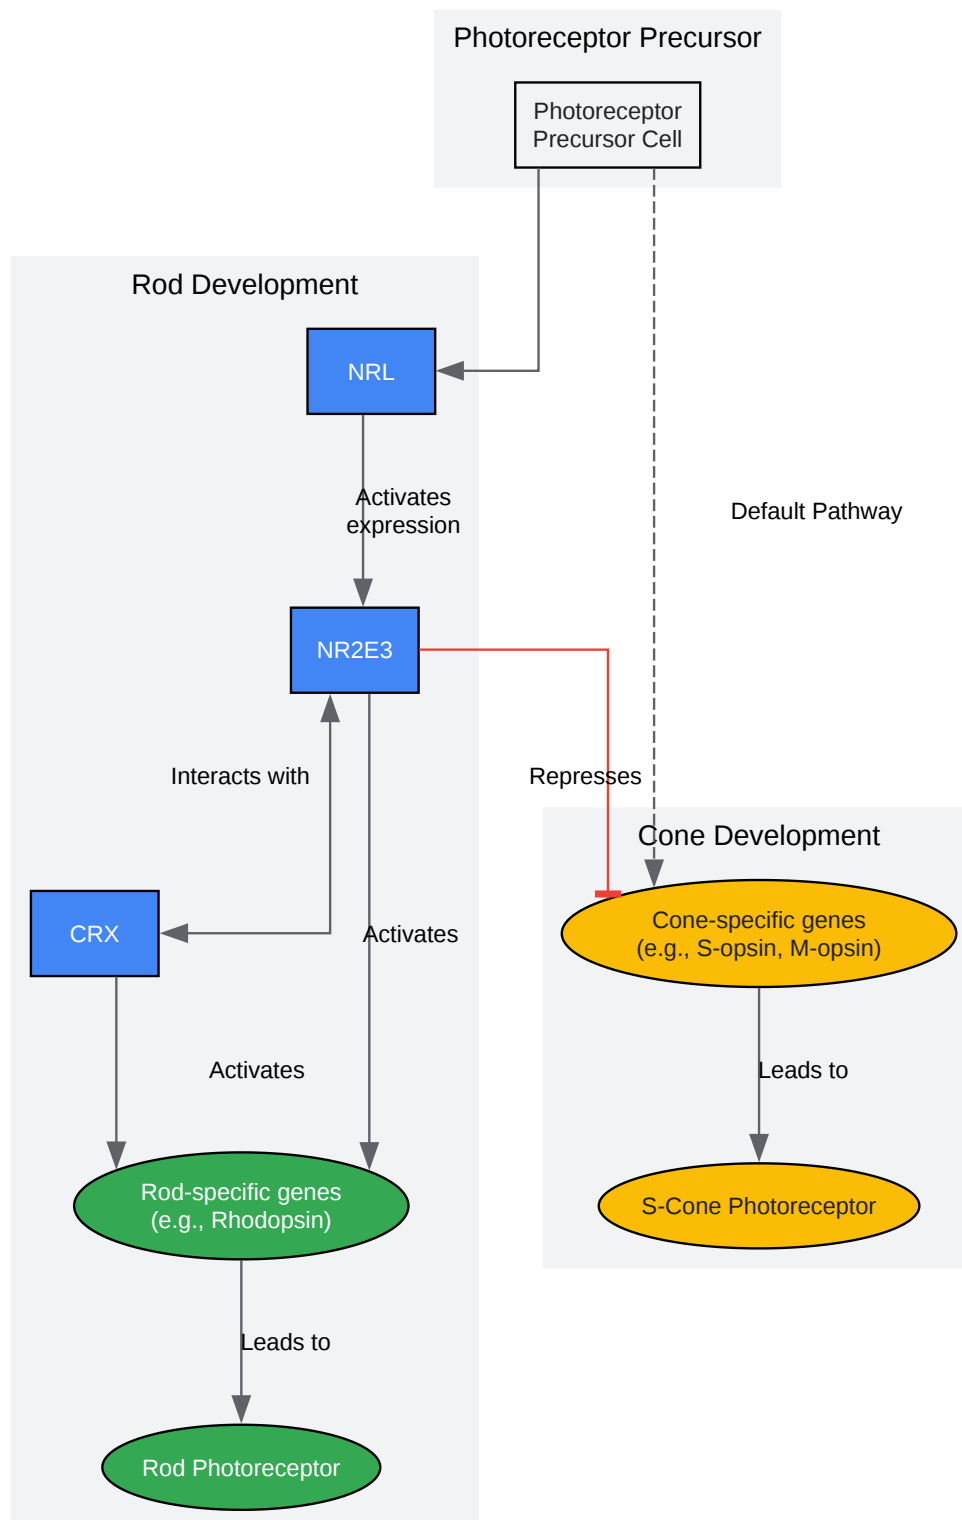 Photoreceptor Precursor
Photoreceptor
Precursor Cell
Rod Development
NRL
Activates
expression
Default Pathway
NR2E3
Interacts with
Represses
Cone Development
CRX
Activates
Cone-specific genes
(e.g., S-opsin, M-opsin)
Activates
Leads to
Rod-specific genes
(e.g., Rhodopsin)
S-Cone Photoreceptor
Leads to
Rod Photoreceptor